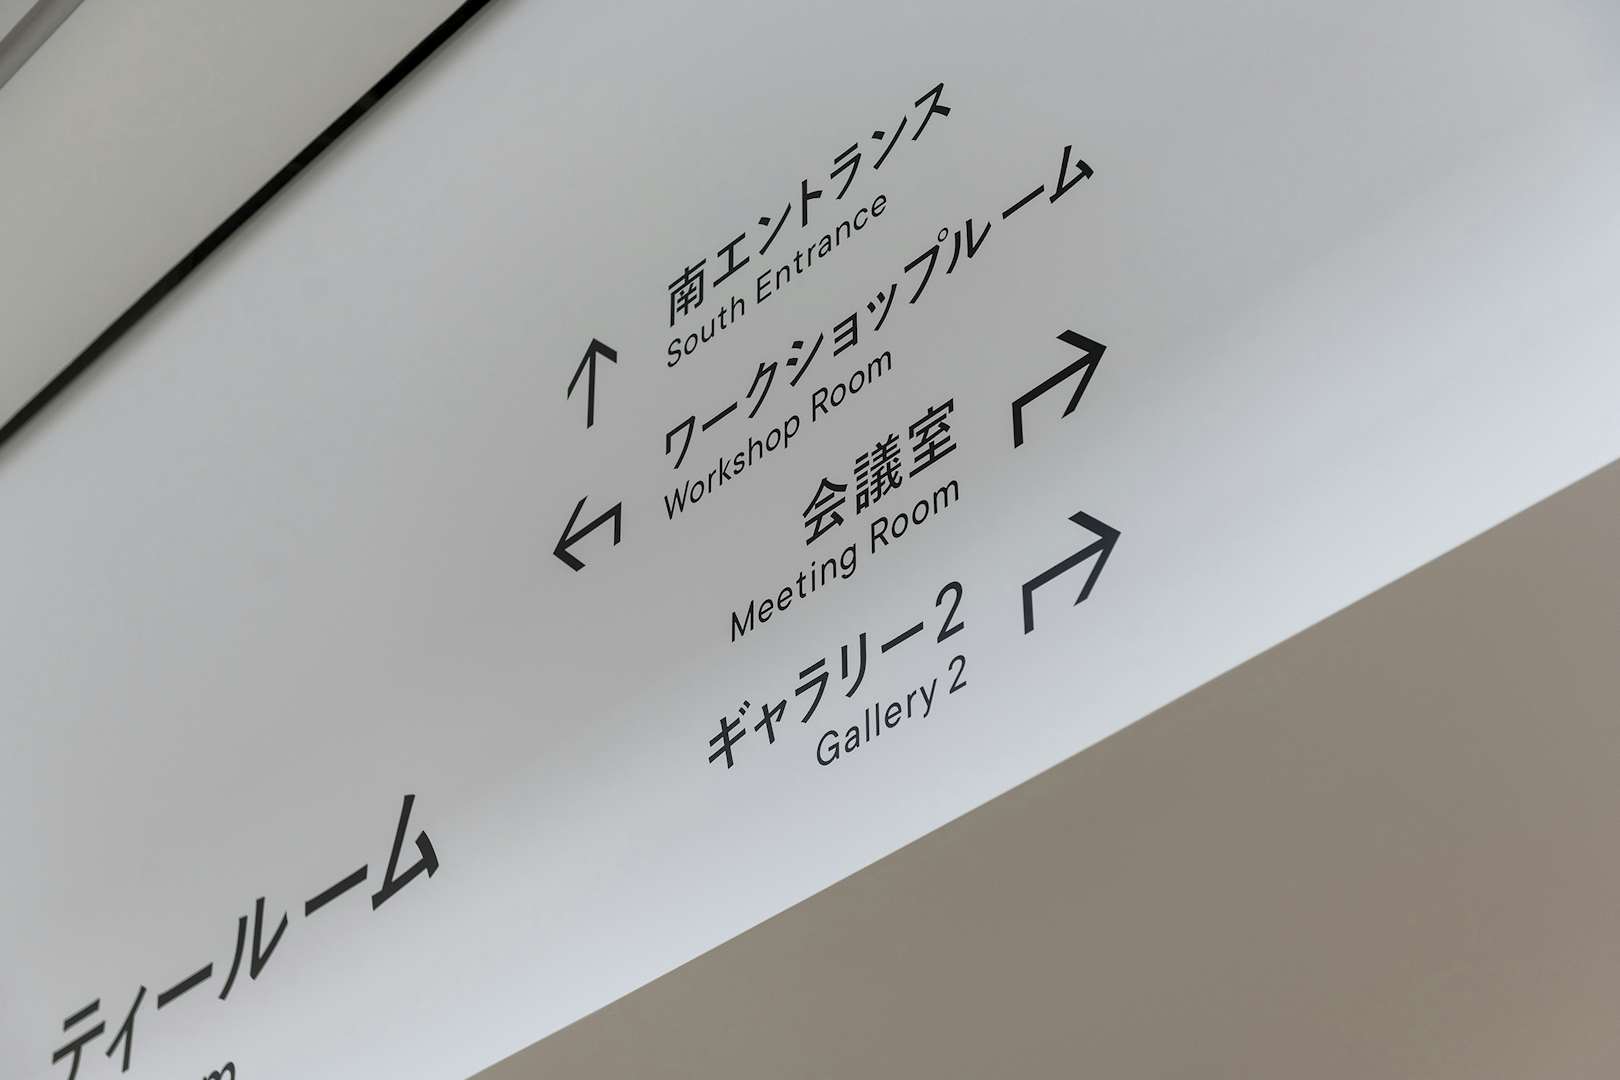 南エントランス
South Entrance
ワークショップルーム
Workshop Room
会議室
Meeting Room
ギャラリー2
Gallery 2
ティールーム